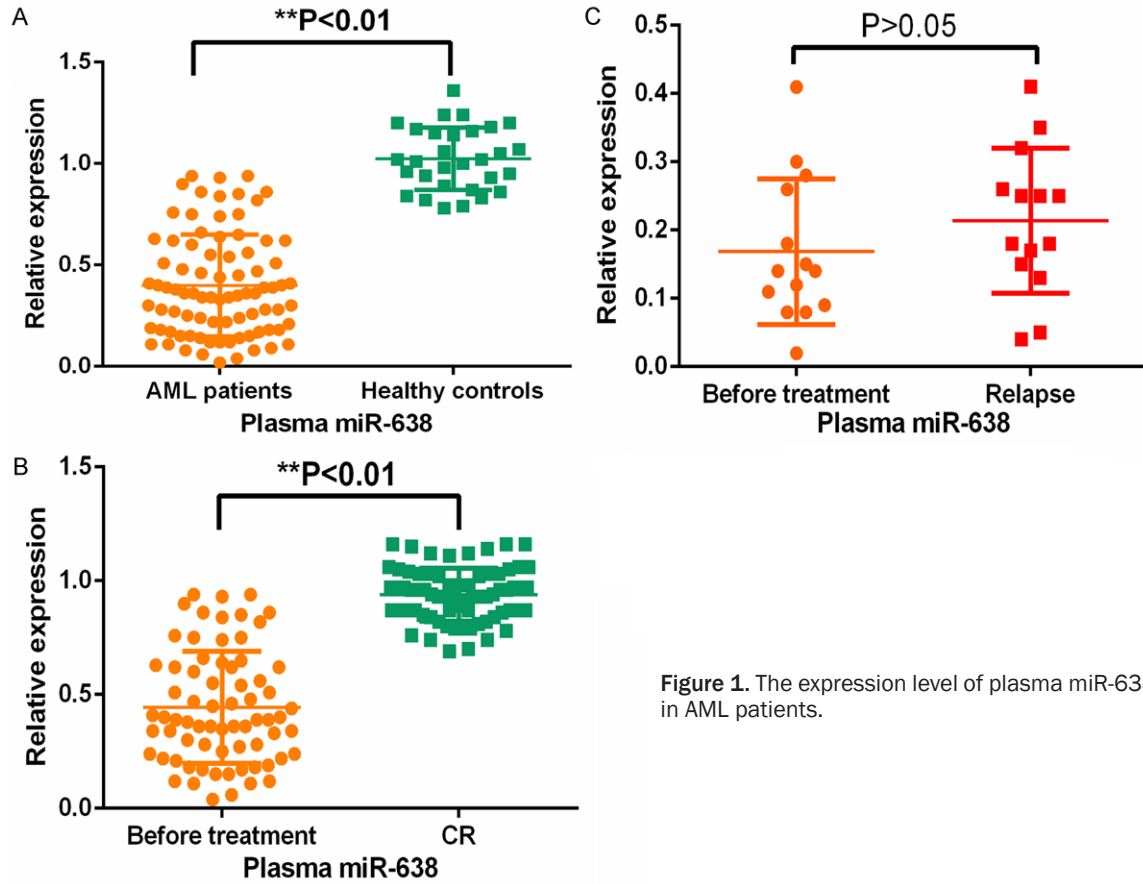 A
**P<0.01
Relative expression
1.5
1.0
0.5
0.0
AML patients
Healthy controls
Plasma miR-638
B
**P<0.01
Relative expression
1.5
1.0
0.5
0.0
Before treatment
CR
Plasma miR-638
C
P>0.05
Relative expression
0.5
0.4
0.3
0.2
0.1
0.0
Before treatment
Relapse
Plasma miR-638
Figure 1. The expression level of plasma miR-63
in AML patients.